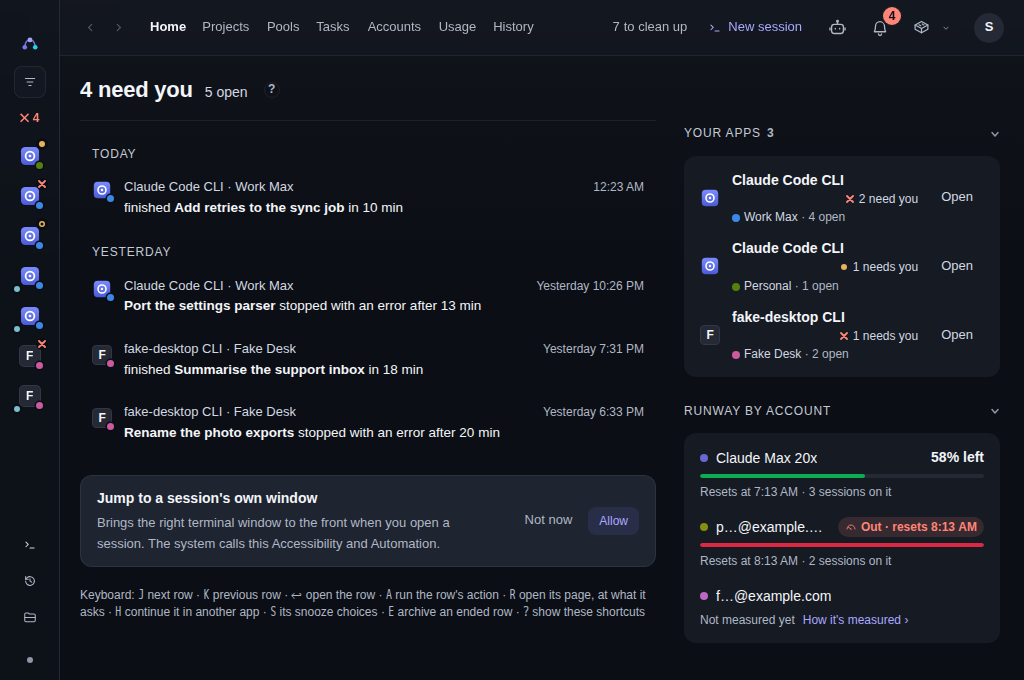 Home Projects Pools Tasks Accounts Usage History 7 to clean up New session 4 S
4
4 need you 5 open ?
TODAY
Claude Code CLI · Work Max 12:23 AM
finished Add retries to the sync job in 10 min
YESTERDAY
Claude Code CLI · Work Max Yesterday 10:26 PM
Port the settings parser stopped with an error after 13 min
F fake-desktop CLI · Fake Desk Yesterday 7:31 PM
finished Summarise the support inbox in 18 min
F fake-desktop CLI · Fake Desk Yesterday 6:33 PM
Rename the photo exports stopped with an error after 20 min
F
F
Jump to a session's own window
Brings the right terminal window to the front when you open a
session. The system calls this Accessibility and Automation.
Not now Allow
Keyboard: J next row · K previous row · ↩ open the row · A run the row's action · R open its page, at what it
asks · H continue it in another app · S its snooze choices · E archive an ended row · ? show these shortcuts
YOUR APPS 3
Claude Code CLI
2 need you Open
Work Max · 4 open
Claude Code CLI
1 needs you Open
Personal · 1 open
F fake-desktop CLI
1 needs you Open
Fake Desk · 2 open
RUNWAY BY ACCOUNT
Claude Max 20x 58% left
Resets at 7:13 AM · 3 sessions on it
p…@example.… Out · resets 8:13 AM
Resets at 8:13 AM · 2 sessions on it
f…@example.com
Not measured yet How it's measured ›